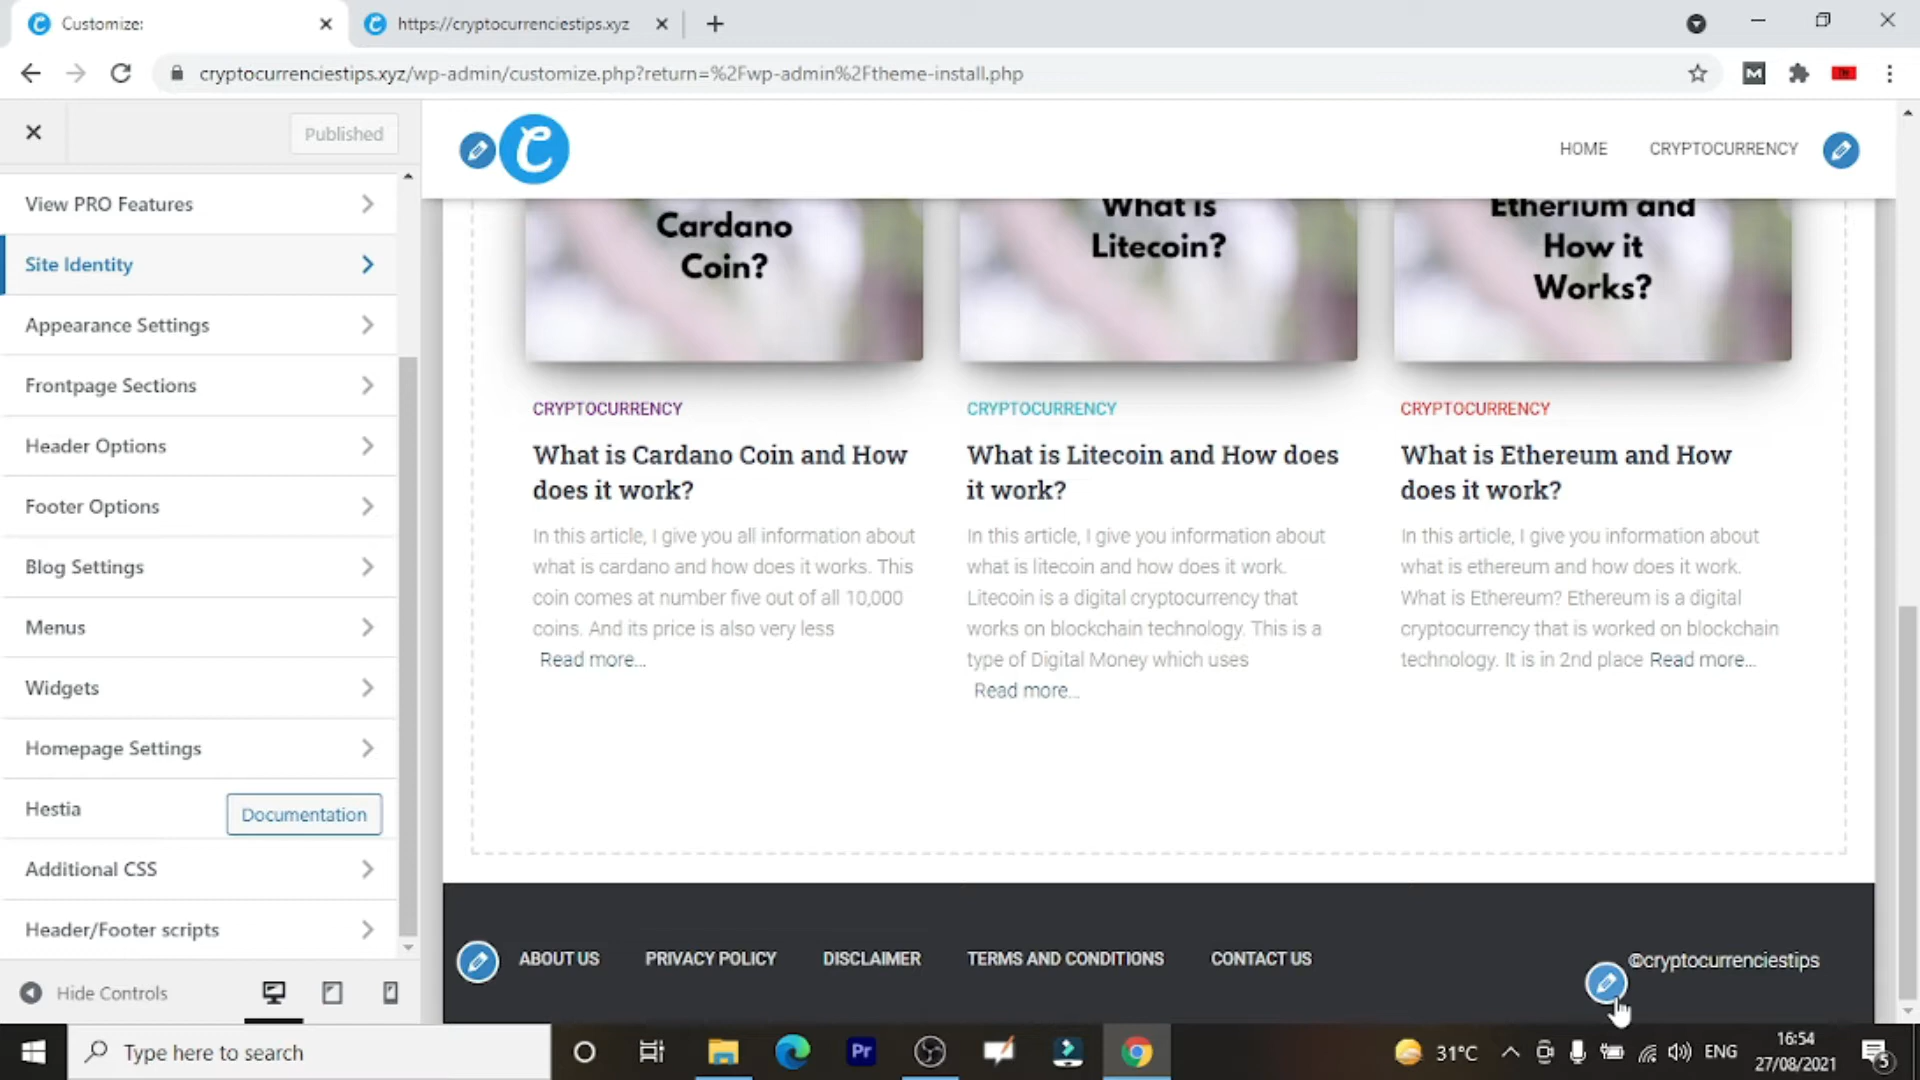 Customize:
https://cryptocurrenciestips.xyz
cryptocurrenciestips.xyz/wp-admin/customize.php?return=%2Fwp-admin%2Ftheme-install.php
Published
View PRO Features
Site Identity
Appearance Settings
Frontpage Sections
Header Options
Footer Options
Blog Settings
Menus
Widgets
Homepage Settings
Hestia
Documentation
Additional CSS
Header/Footer scripts
Hide Controls
HOME
CRYPTOCURRENCY
Cardano
Coin?
What is
Litecoin?
Etherium and
How it
Works?
CRYPTOCURRENCY
What is Cardano Coin and How
does it work?
In this article, I give you all information about
what is cardano and how does it works. This
coin comes at number five out of all 10,000
coins. And its price is also very less
Read more...
CRYPTOCURRENCY
What is Litecoin and How does
it work?
In this article, I give you information about
what is litecoin and how does it work.
Litecoin is a digital cryptocurrency that
works on blockchain technology. This is a
type of Digital Money which uses
Read more...
CRYPTOCURRENCY
What is Ethereum and How
does it work?
In this article, I give you information about
what is ethereum and how does it work.
What is Ethereum? Ethereum is a digital
cryptocurrency that is worked on blockchain
technology. It is in 2nd place Read more...
ABOUT US
PRIVACY POLICY
DISCLAIMER
TERMS AND CONDITIONS
CONTACT US
©cryptocurrenciestips
Type here to search
Pr
31°C
ENG
16:54
27/08/2021
5